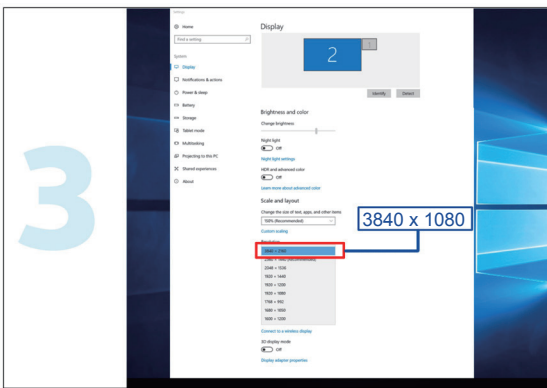 Settings
3
Home
Find a setting
System
Display
Notifications & actions
Power & sleep
Battery
Storage
Tablet mode
Multitasking
Projecting to this PC
Shared experiences
About
Display
2
1
Identify
Detect
Brightness and color
Change brightness
Night light
Off
Night light settings
HDR and advanced color
Off
Learn more about advanced color
Scale and layout
Change the size of text, apps, and other items
100% (Recommended)
Custom scaling
Resolution
3840 x 1080
2048 × 1536
1920 × 1440
1920 × 1200
1920 × 1080
1768 × 992
1680 × 1050
1600 × 1200
Connect to a wireless display
3D display mode
Off
Display adapter properties